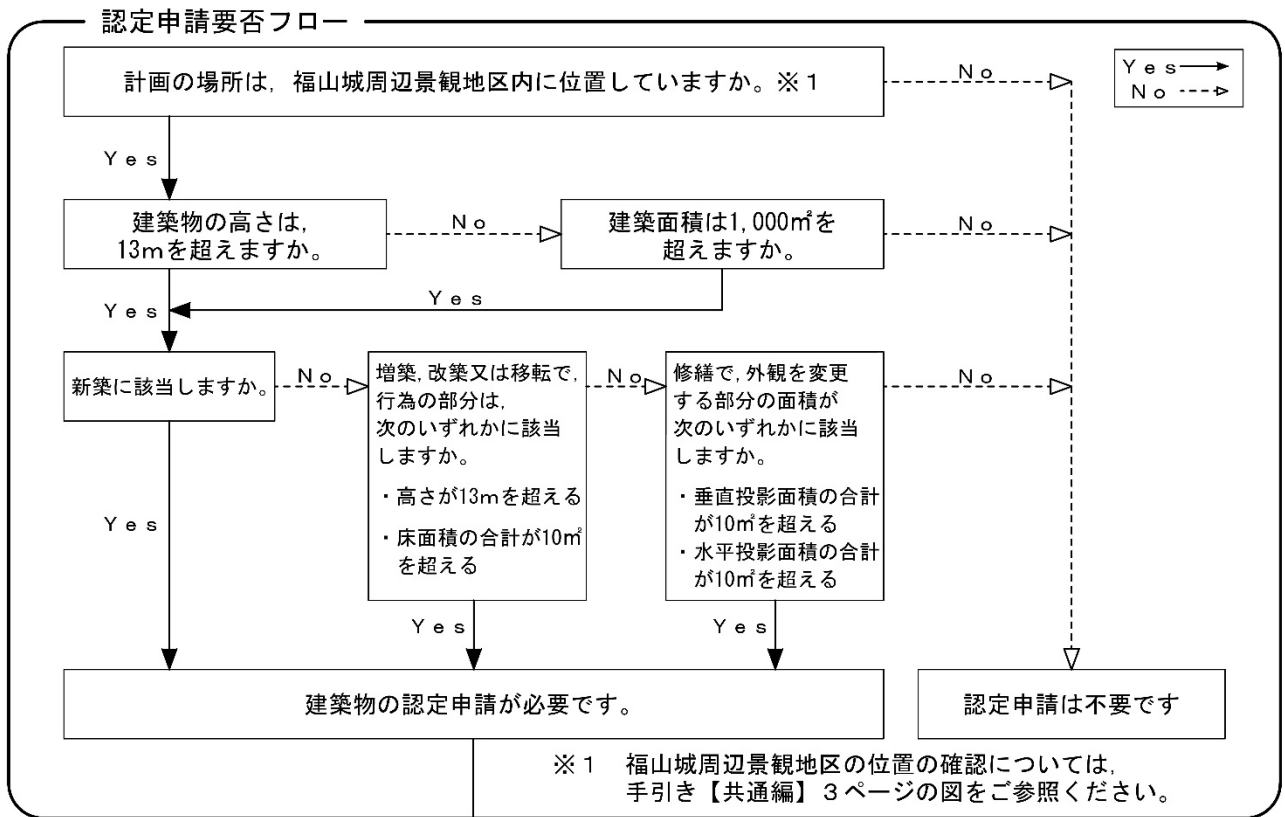 認定申請要否フロー
計画の場所は，福山城周辺景観地区内に位置していますか。※１
Ｎｏ
Ｙｅｓ
Ｎｏ
Ｙｅｓ
建築物の高さは，
13ｍを超えますか。
Ｎｏ
建築面積は1,000㎡を
超えますか。
Ｎｏ
Ｙｅｓ
Ｙｅｓ
新築に該当しますか。
Ｎｏ
増築，改築又は移転で，
行為の部分は，
次のいずれかに該当
しますか。
・高さが13ｍを超える
・床面積の合計が10㎡
を超える
Ｎｏ
修繕で，外観を変更
する部分の面積が
次のいずれかに該当
しますか。
・垂直投影面積の合計
が10㎡を超える
・水平投影面積の合計
が10㎡を超える
Ｎｏ
Ｙｅｓ
Ｙｅｓ
Ｙｅｓ
建築物の認定申請が必要です。
認定申請は不要です
※１　福山城周辺景観地区の位置の確認については，
手引き【共通編】３ページの図をご参照ください。